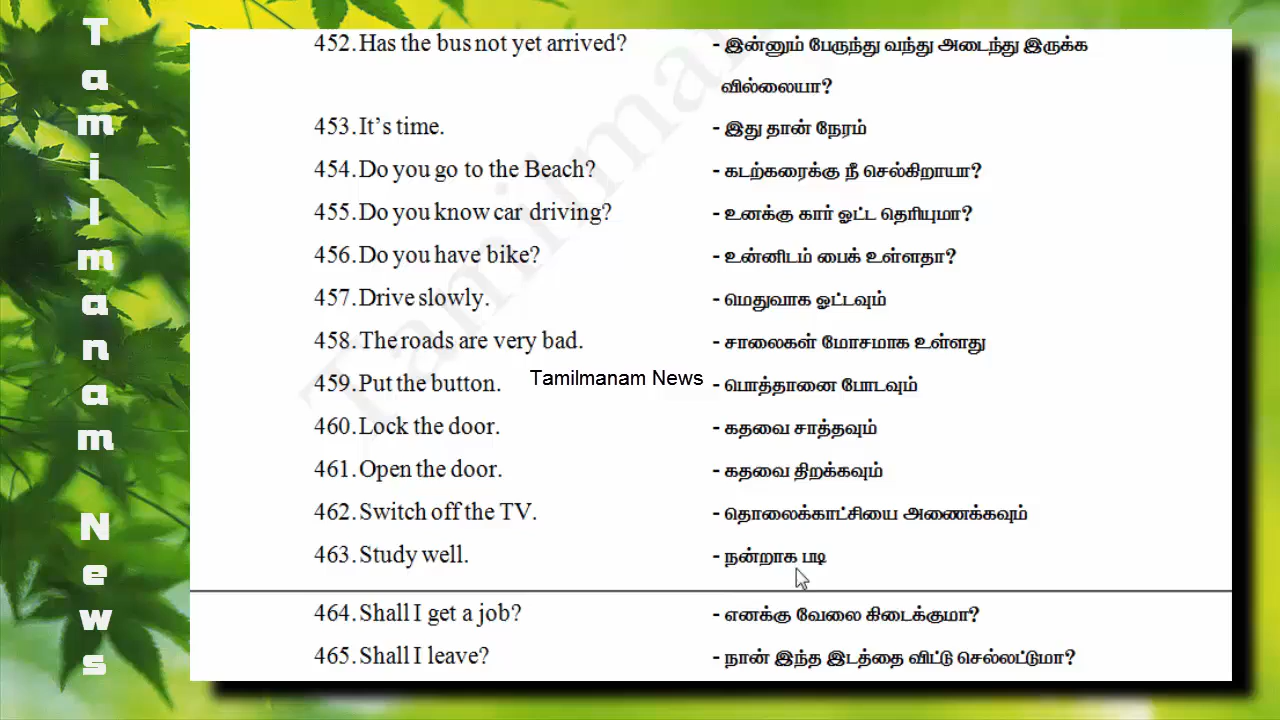 Tamilmanam News
452. Has the bus not yet arrived? - இன்னும் பேருந்து வந்து அடைந்து இருக்க
வில்லையா?
453. It's time. - இது தான் நேரம்
454. Do you go to the Beach? - கடற்கரைக்கு நீ செல்கிறாயா?
455. Do you know car driving? - உனக்கு கார் ஓட்ட தெரியுமா?
456. Do you have bike? - உன்னிடம் பைக் உள்ளதா?
457. Drive slowly. - மெதுவாக ஓட்டவும்
458. The roads are very bad. - சாலைகள் மோசமாக உள்ளது
459. Put the button. Tamilmanam News - பொத்தானை போடவும்
460. Lock the door. - கதவை சாத்தவும்
461. Open the door. - கதவை திறக்கவும்
462. Switch off the TV. - தொலைக்காட்சியை அணைக்கவும்
463. Study well. - நன்றாக படி
464. Shall I get a job? - எனக்கு வேலை கிடைக்குமா?
465. Shall I leave? - நான் இந்த இடத்தை விட்டு செல்லட்டுமா?